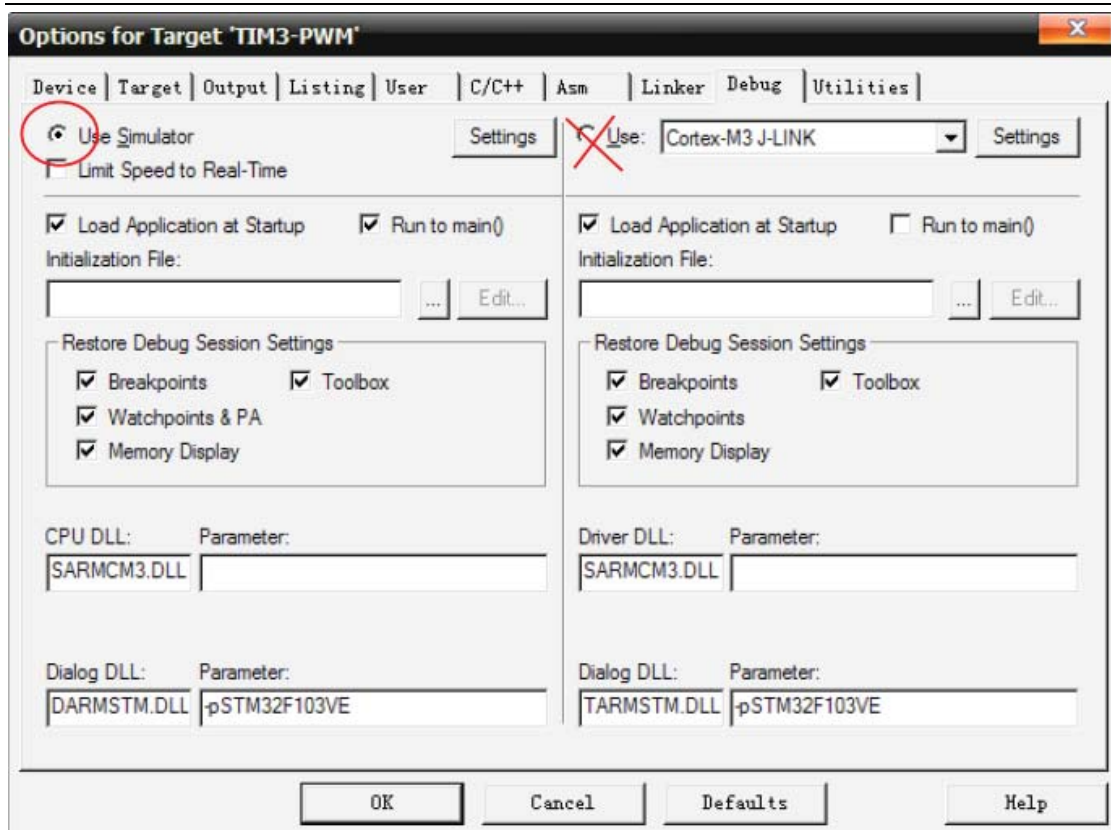 Options for Target 'TIM3-PWM'
Device Target Output Listing User C/C++ Asm Linker Debug Utilities
Use Simulator Settings
Limit Speed to Real-Time
Use: Cortex-M3 J-LINK Settings
Load Application at Startup Run to main()
Initialization File:
... Edit...
Restore Debug Session Settings
Breakpoints Toolbox
Watchpoints & PA
Memory Display
CPU DLL: Parameter:
SARMCM3.DLL
Dialog DLL: Parameter:
DARMSTM.DLL -pSTM32F103VE
Load Application at Startup Run to main()
Initialization File:
... Edit...
Restore Debug Session Settings
Breakpoints Toolbox
Watchpoints
Memory Display
Driver DLL: Parameter:
SARMCM3.DLL
Dialog DLL: Parameter:
TARMSTM.DLL -pSTM32F103VE
OK Cancel Defaults Help